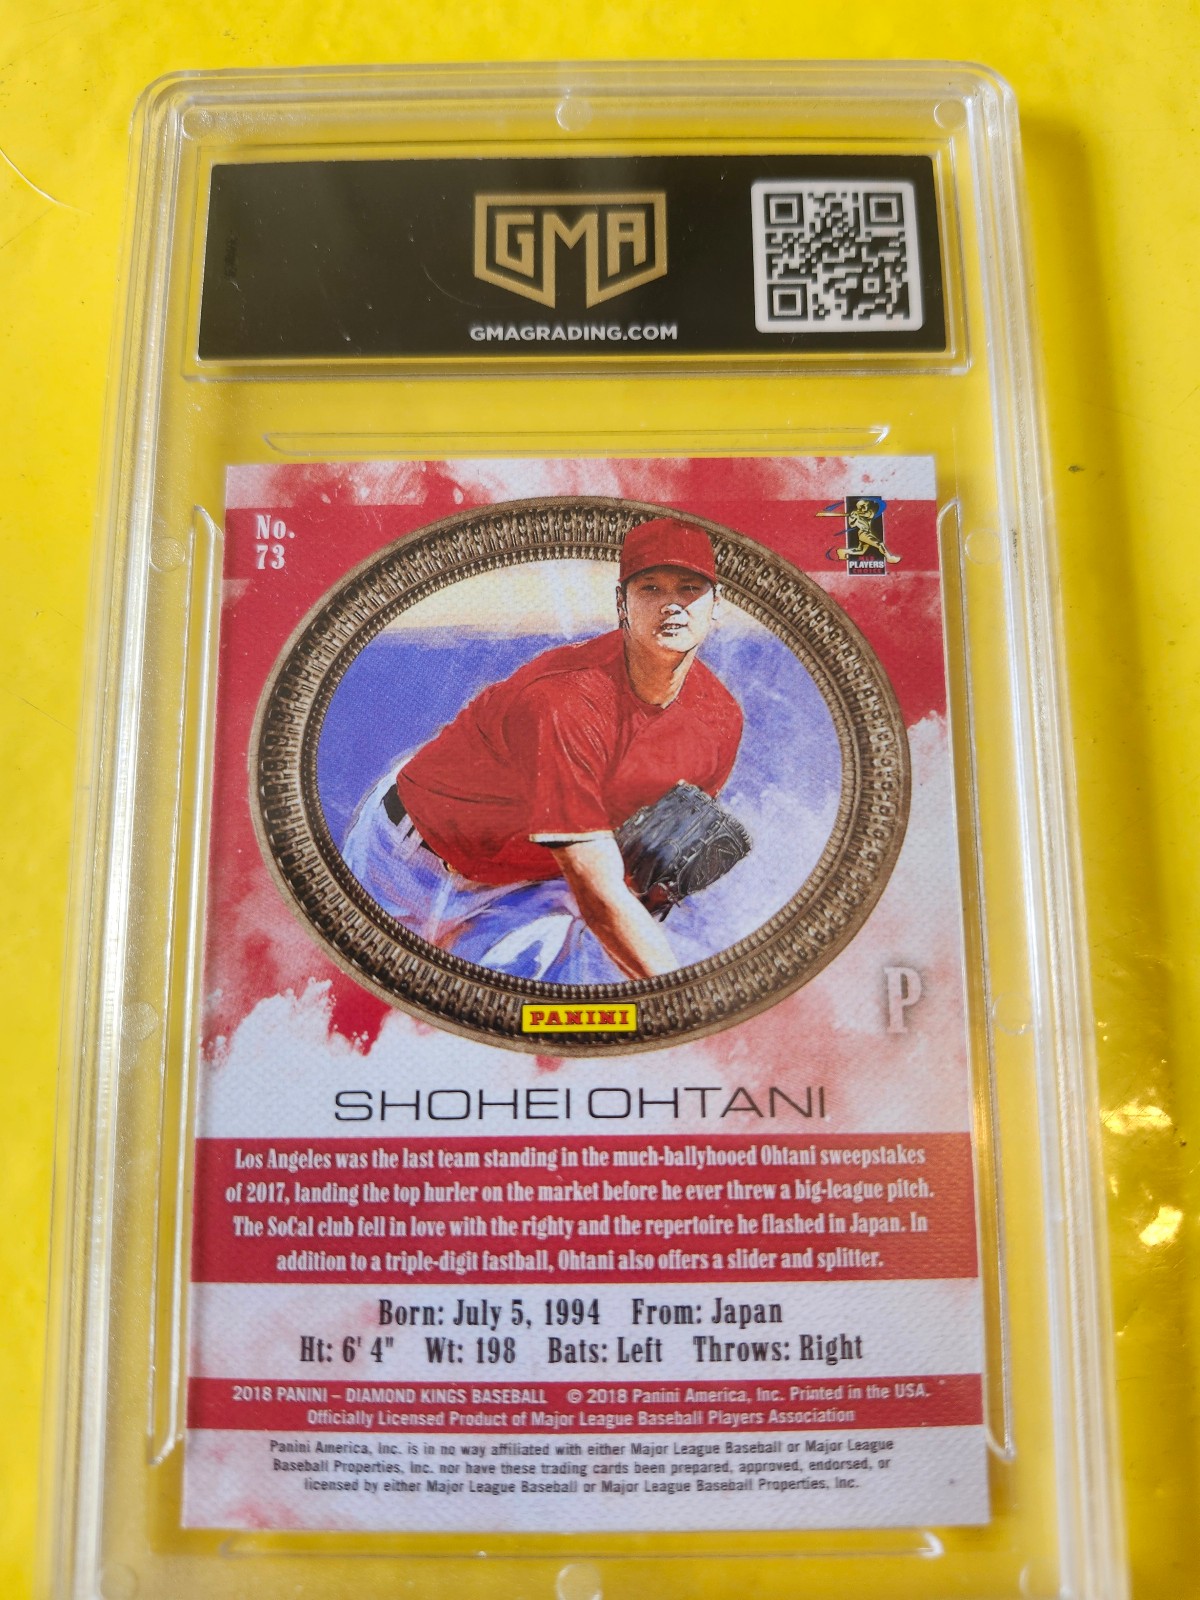 GMA
GMAGRADING.COM
No.
73
PLAYERS
CHOICE
P
PANINI
SHOHEI OHTANI
Los Angeles was the last team standing in the much-ballyhooed Ohtani sweepstakes
of 2017, landing the top hurler on the market before he ever threw a big-league pitch.
The SoCal club fell in love with the righty and the repertoire he flashed in Japan. In
addition to a triple-digit fastball, Ohtani also offers a slider and splitter.
Born: July 5, 1994 From: Japan
Ht: 6' 4" Wt: 198 Bats: Left Throws: Right
2018 PANINI – DIAMOND KINGS BASEBALL © 2018 Panini America, Inc. Printed in the USA.
Officially Licensed Product of Major League Baseball Players Association
Panini America, Inc. is in no way affiliated with either Major League Baseball or Major League
Baseball Properties, Inc. nor have these trading cards been prepared, approved, endorsed, or
licensed by either Major League Baseball or Major League Baseball Properties, Inc.